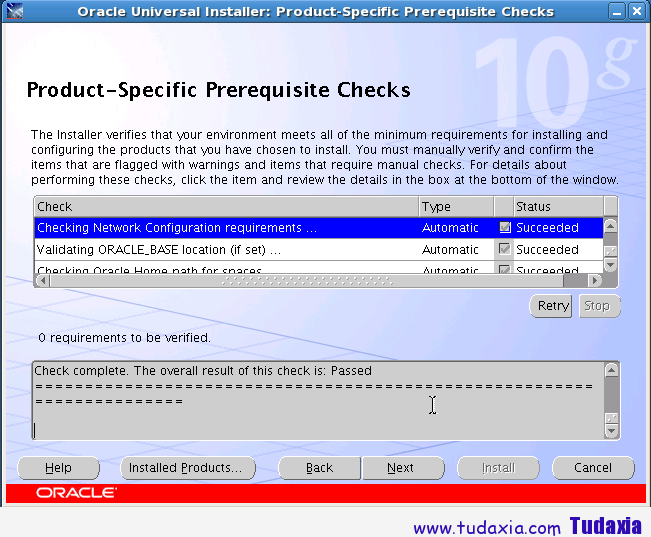 Oracle Universal Installer: Product-Specific Prerequisite Checks
10g
Product-Specific Prerequisite Checks
The Installer verifies that your environment meets all of the minimum requirements for installing and
configuring the products that you have chosen to install. You must manually verify and confirm the
items that are flagged with warnings and items that require manual checks. For details about
performing these checks, click the item and review the details in the box at the bottom of the window.
Check Type Status
Checking Network Configuration requirements ... Automatic Succeeded
Validating ORACLE_BASE location (if set) ... Automatic Succeeded
Checking Oracle Home path for spaces Automatic Succeeded
Retry Stop
0 requirements to be verified.
Check complete. The overall result of this check is: Passed
========================================================
===============
Help Installed Products... Back Next Install Cancel
ORACLE
www.tudaxia.com Tudaxia